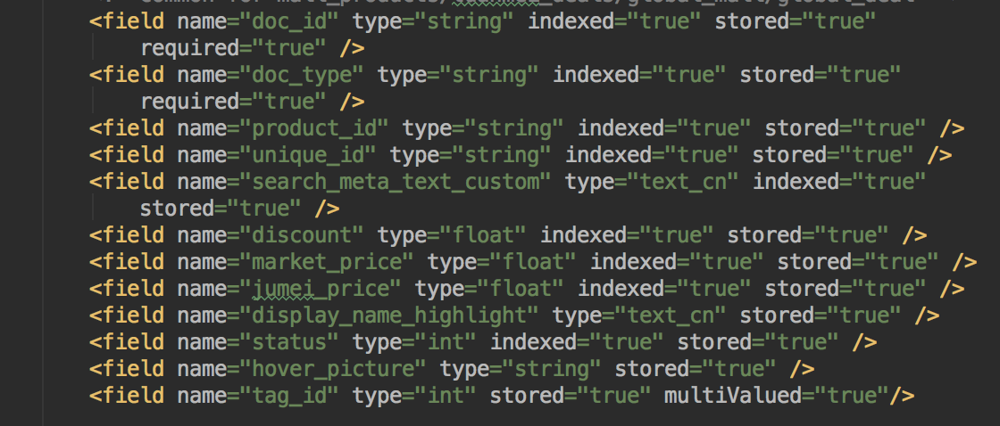 <field name="doc_id" type="string" indexed="true" stored="true"
required="true" />
<field name="doc_type" type="string" indexed="true" stored="true"
required="true" />
<field name="product_id" type="string" indexed="true" stored="true" />
<field name="unique_id" type="string" indexed="true" stored="true" />
<field name="search_meta_text_custom" type="text_cn" indexed="true"
stored="true" />
<field name="discount" type="float" indexed="true" stored="true" />
<field name="market_price" type="float" indexed="true" stored="true" />
<field name="jumei_price" type="float" indexed="true" stored="true" />
<field name="display_name_highlight" type="text_cn" stored="true" />
<field name="status" type="int" indexed="true" stored="true" />
<field name="hover_picture" type="string" stored="true" />
<field name="tag_id" type="int" stored="true" multiValued="true"/>